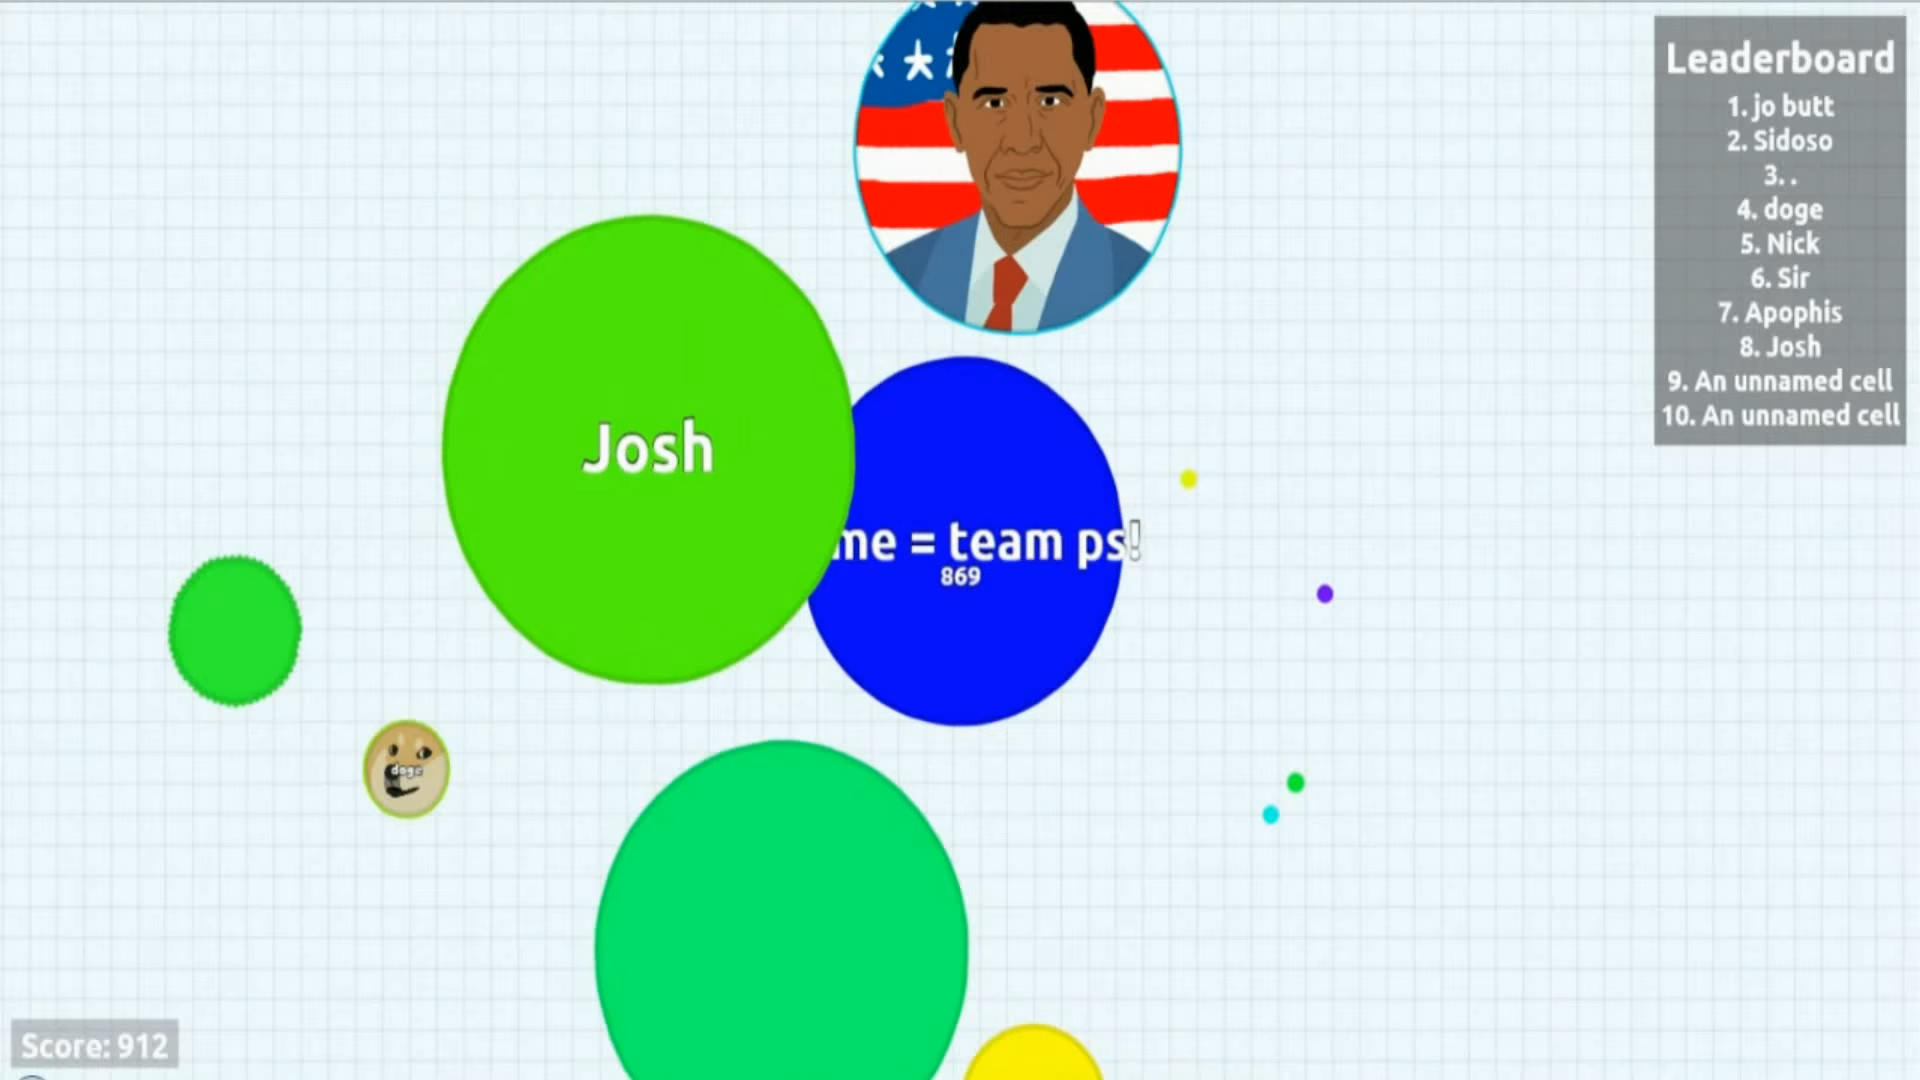 Leaderboard
1. jo butt
2. Sidoso
3. .
4. doge
5. Nick
6. Sir
7. Apophis
8. Josh
9. An unnamed cell
10. An unnamed cell
Josh
me = team ps!
869
doge
Score: 912